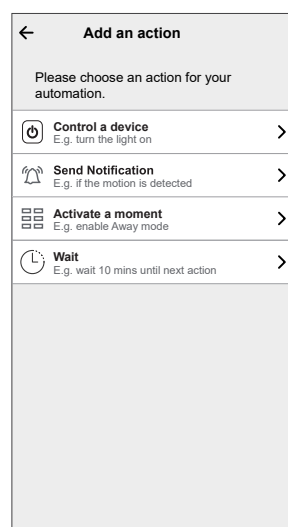 Add an action
Please choose an action for your
automation.
Control a device
E.g. turn the light on
Send Notification
E.g. if the motion is detected
Activate a moment
E.g. enable Away mode
Wait
E.g. wait 10 mins until next action